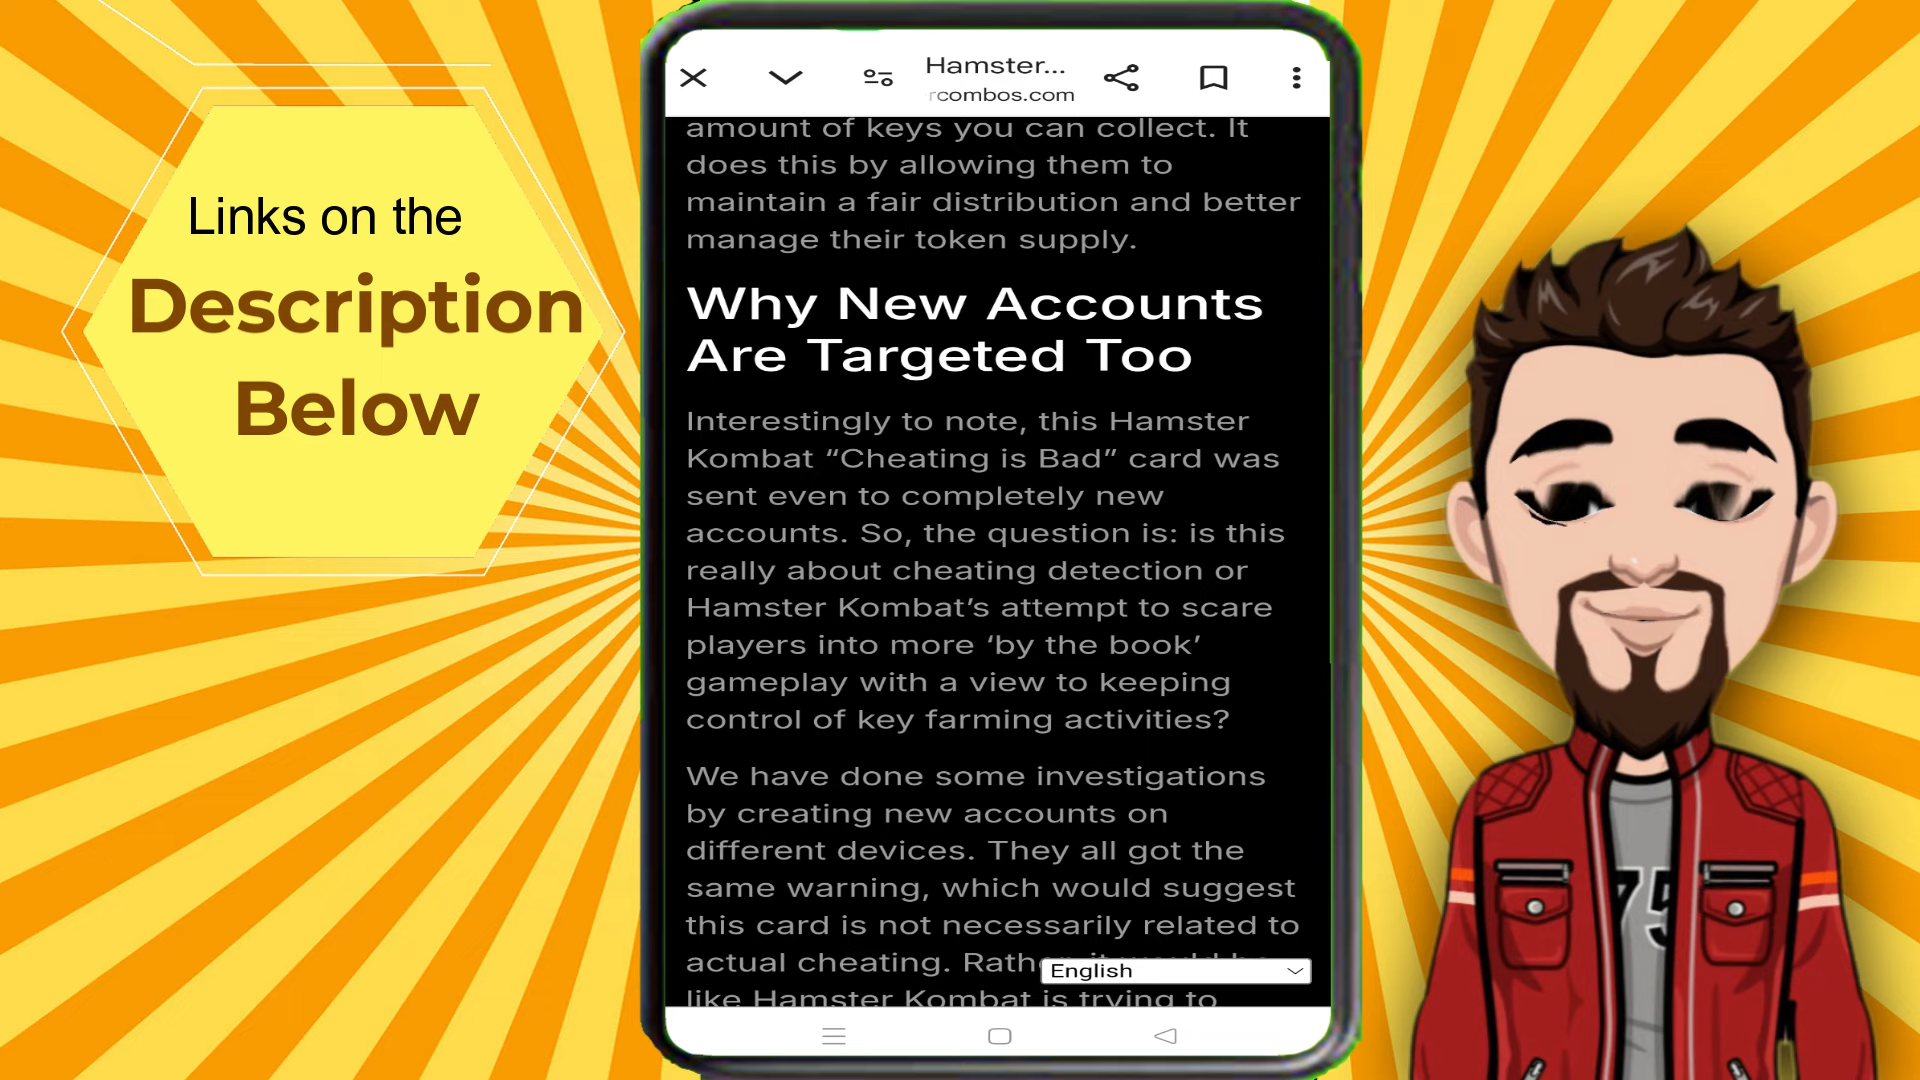 Links on the
Description
Below
Hamster...
rcombos.com
amount of keys you can collect. It
does this by allowing them to
maintain a fair distribution and better
manage their token supply.
Why New Accounts
Are Targeted Too
Interestingly to note, this Hamster
Kombat “Cheating is Bad” card was
sent even to completely new
accounts. So, the question is: is this
really about cheating detection or
Hamster Kombat’s attempt to scare
players into more ‘by the book’
gameplay with a view to keeping
control of key farming activities?
We have done some investigations
by creating new accounts on
different devices. They all got the
same warning, which would suggest
this card is not necessarily related to
actual cheating.
English
like Hamster Kombat is trying to
75